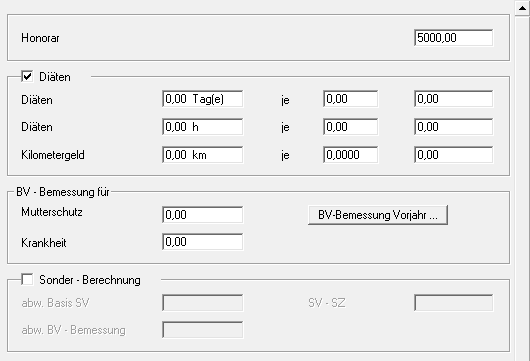 Honorar 5000,00
Diäten
Diäten 0,00 Tag(e) je 0,00 0,00
Diäten 0,00 h je 0,00 0,00
Kilometergeld 0,00 km je 0,0000 0,00
BV - Bemessung für
Mutterschutz 0,00 BV-Bemessung Vorjahr ...
Krankheit 0,00
Sonder - Berechnung
abw. Basis SV SV - SZ
abw. BV - Bemessung